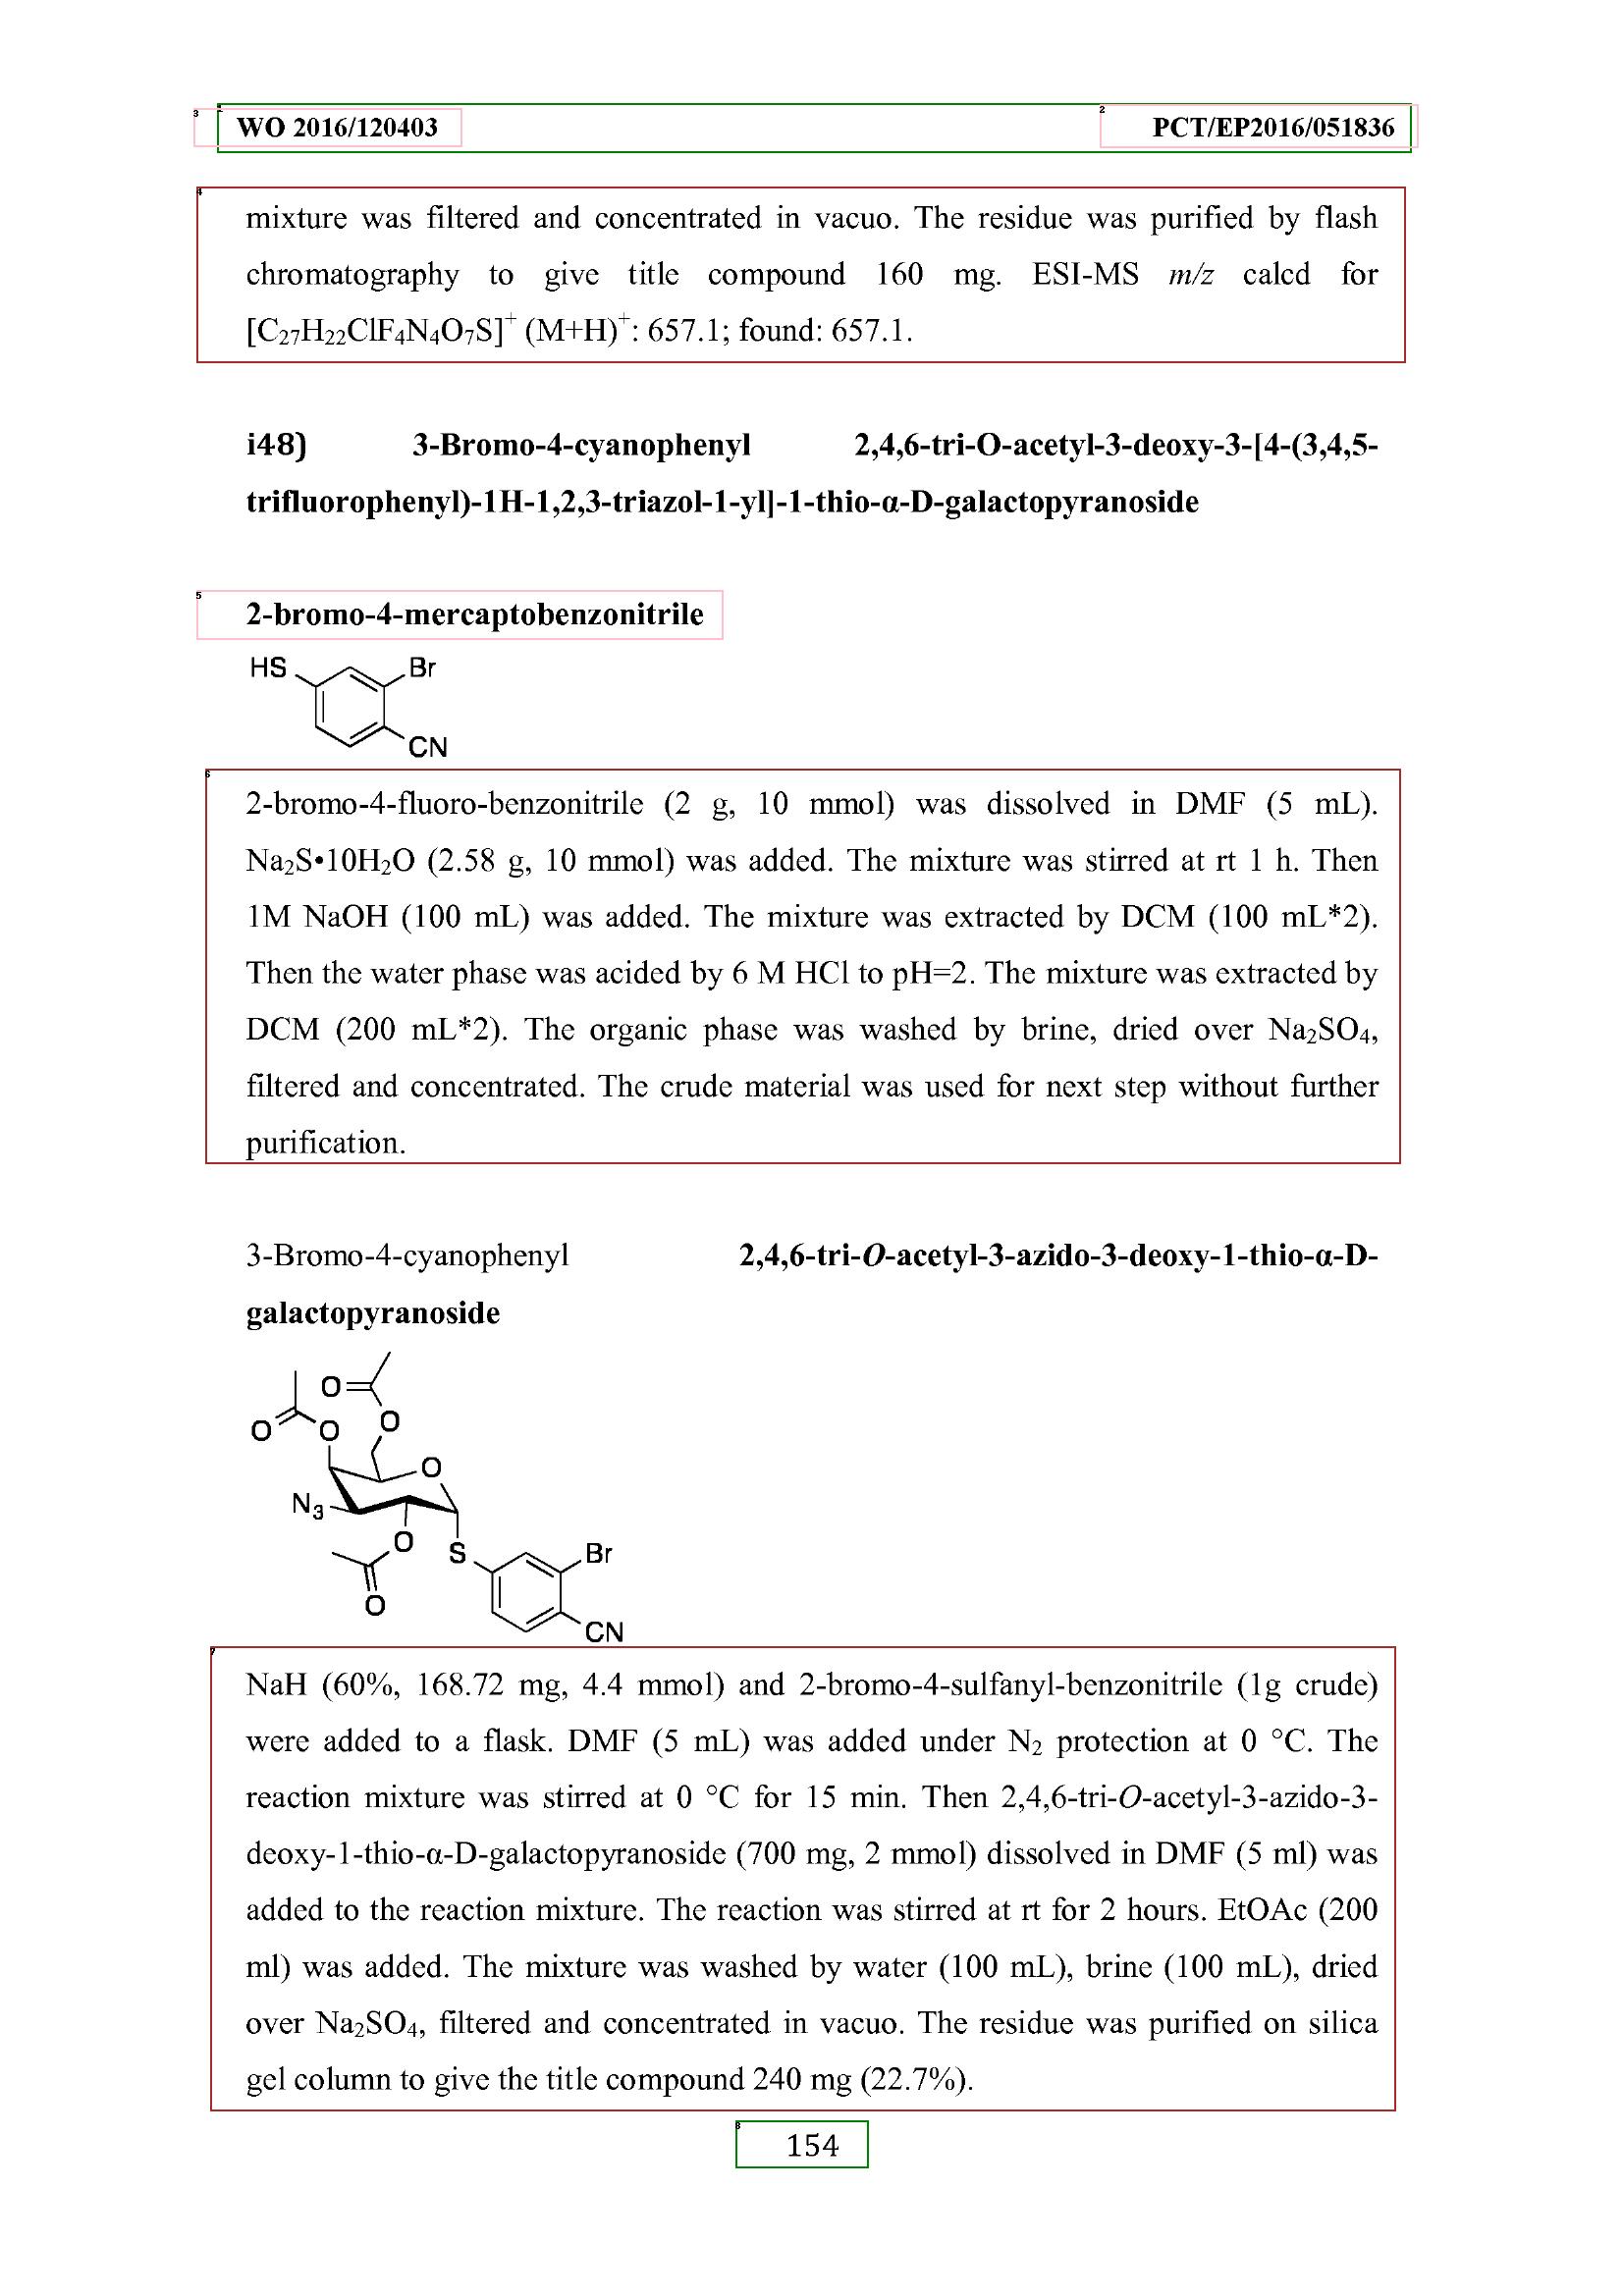 WO 2016/120403 PCT/EP2016/051836
mixture was filtered and concentrated in vacuo. The residue was purified by flash
chromatography to give title compound 160 mg. ESI-MS m/z calcd for
[C27H22ClF4N4O7S]+ (M+H)+: 657.1; found: 657.1.
i48) 3-Bromo-4-cyanophenyl 2,4,6-tri-O-acetyl-3-deoxy-3-[4-(3,4,5-
trifluorophenyl)-1H-1,2,3-triazol-1-yl]-1-thio-α-D-galactopyranoside
2-bromo-4-mercaptobenzonitrile
HS Br
CN
2-bromo-4-fluoro-benzonitrile (2 g, 10 mmol) was dissolved in DMF (5 mL).
Na2S•10H2O (2.58 g, 10 mmol) was added. The mixture was stirred at rt 1 h. Then
1M NaOH (100 mL) was added. The mixture was extracted by DCM (100 mL*2).
Then the water phase was acided by 6 M HCl to pH=2. The mixture was extracted by
DCM (200 mL*2). The organic phase was washed by brine, dried over Na2SO4,
filtered and concentrated. The crude material was used for next step without further
purification.
3-Bromo-4-cyanophenyl 2,4,6-tri-O-acetyl-3-azido-3-deoxy-1-thio-α-D-
galactopyranoside
O
O
O O
O
N3
O S Br
O
CN
NaH (60%, 168.72 mg, 4.4 mmol) and 2-bromo-4-sulfanyl-benzonitrile (1g crude)
were added to a flask. DMF (5 mL) was added under N2 protection at 0 °C. The
reaction mixture was stirred at 0 °C for 15 min. Then 2,4,6-tri-O-acetyl-3-azido-3-
deoxy-1-thio-α-D-galactopyranoside (700 mg, 2 mmol) dissolved in DMF (5 ml) was
added to the reaction mixture. The reaction was stirred at rt for 2 hours. EtOAc (200
ml) was added. The mixture was washed by water (100 mL), brine (100 mL), dried
over Na2SO4, filtered and concentrated in vacuo. The residue was purified on silica
gel column to give the title compound 240 mg (22.7%).
154